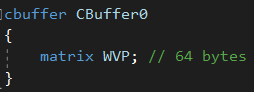 cbuffer CBuffer0
{
    matrix WVP; // 64 bytes
}